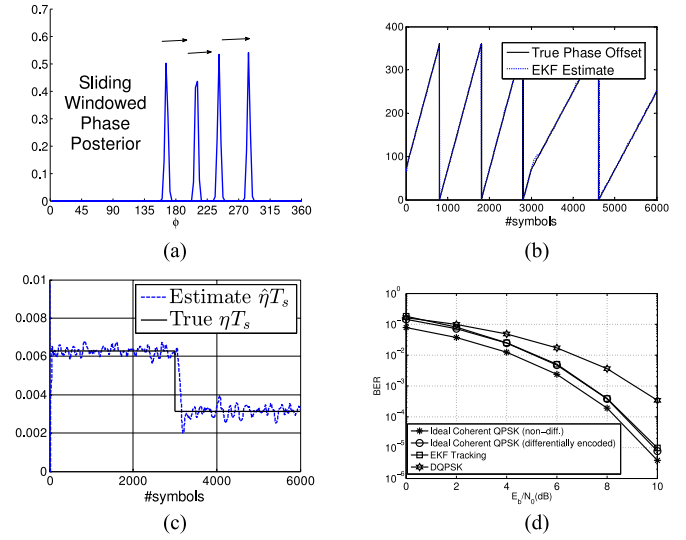 0.7
0.6
0.5
0.4
0.3
0.2
0.1
0
Sliding
Windowed
Phase
Posterior
0 45 90 135 180 225 270 315 360
ϕ
(a)
400
300
200
100
0
True Phase Offset
EKF Estimate
0 1000 2000 3000 4000 5000 6000
#symbols
(b)
0.01
0.008
0.006
0.004
0.002
0
Estimate η̂T_s
True ηT_s
0 2000 4000 6000
#symbols
(c)
10^0
10^-1
10^-2
10^-3
10^-4
10^-5
10^-6
BER
Ideal Coherent QPSK (non-diff.)
Ideal Coherent QPSK (differentially encoded)
EKF Tracking
DQPSK
0 2 4 6 8 10
E_b/N_0(dB)
(d)